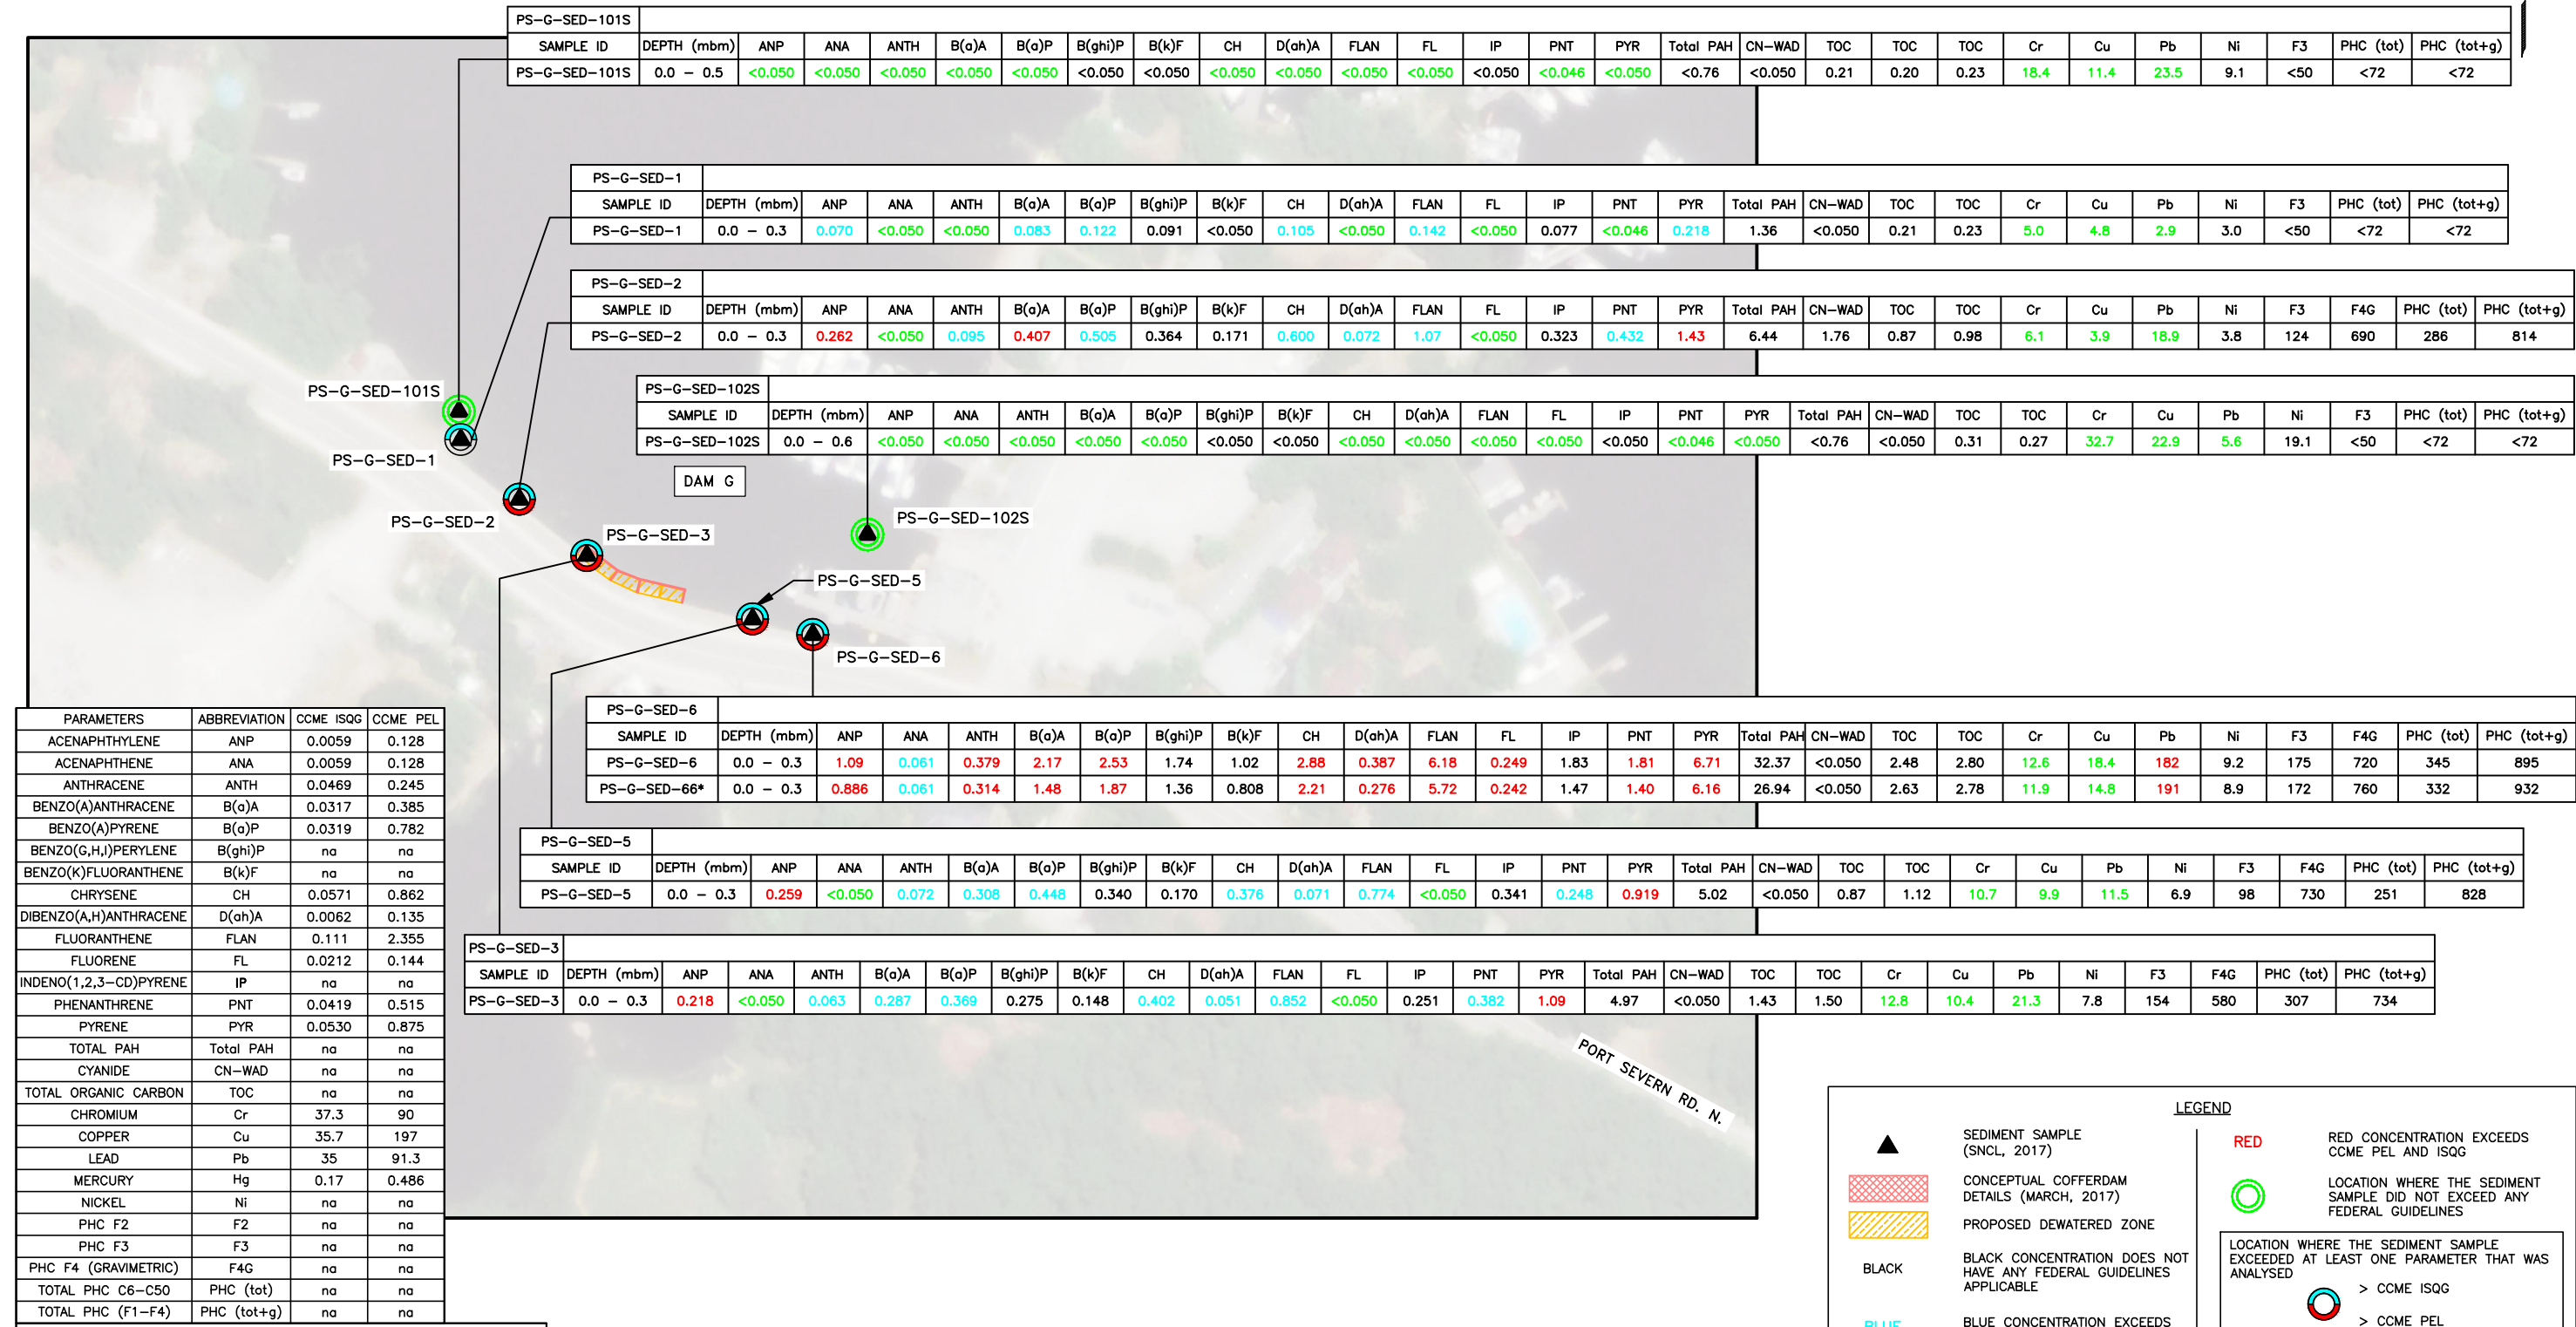 PS-G-SED-101S
SAMPLE ID DEPTH (mbm) ANP ANA ANTH B(a)A B(a)P B(ghi)P B(k)F CH D(ah)A FLAN FL IP PNT PYR Total PAH CN-WAD TOC TOC TOC Cr Cu Pb Ni F3 PHC (tot) PHC (tot+g)
PS-G-SED-101S 0.0 - 0.5 <0.050 <0.050 <0.050 <0.050 <0.050 <0.050 <0.050 <0.050 <0.050 <0.050 <0.050 <0.050 <0.046 <0.050 <0.76 <0.050 0.21 0.20 0.23 18.4 11.4 23.5 9.1 <50 <72 <72
PS-G-SED-1
SAMPLE ID DEPTH (mbm) ANP ANA ANTH B(a)A B(a)P B(ghi)P B(k)F CH D(ah)A FLAN FL IP PNT PYR Total PAH CN-WAD TOC TOC Cr Cu Pb Ni F3 PHC (tot) PHC (tot+g)
PS-G-SED-1 0.0 - 0.3 0.070 <0.050 <0.050 0.083 0.122 0.091 <0.050 0.105 <0.050 0.142 <0.050 0.077 <0.046 0.218 1.36 <0.050 0.21 0.23 5.0 4.8 2.9 3.0 <50 <72 <72
PS-G-SED-2
SAMPLE ID DEPTH (mbm) ANP ANA ANTH B(a)A B(a)P B(ghi)P B(k)F CH D(ah)A FLAN FL IP PNT PYR Total PAH CN-WAD TOC TOC Cr Cu Pb Ni F3 F4G PHC (tot) PHC (tot+g)
PS-G-SED-2 0.0 - 0.3 0.262 <0.050 0.095 0.407 0.505 0.364 0.171 0.600 0.072 1.07 <0.050 0.323 0.432 1.43 6.44 1.76 0.87 0.98 6.1 3.9 18.9 3.8 124 690 286 814
PS-G-SED-102S
SAMPLE ID DEPTH (mbm) ANP ANA ANTH B(a)A B(a)P B(ghi)P B(k)F CH D(ah)A FLAN FL IP PNT PYR Total PAH CN-WAD TOC TOC Cr Cu Pb Ni F3 PHC (tot) PHC (tot+g)
PS-G-SED-102S 0.0 - 0.6 <0.050 <0.050 <0.050 <0.050 <0.050 <0.050 <0.050 <0.050 <0.050 <0.050 <0.050 <0.050 <0.046 <0.050 <0.76 <0.050 0.31 0.27 32.7 22.9 5.6 19.1 <50 <72 <72
PS-G-SED-101S
PS-G-SED-1
DAM G
PS-G-SED-2
PS-G-SED-102S
PS-G-SED-3
PS-G-SED-5
PS-G-SED-6
PS-G-SED-6
SAMPLE ID DEPTH (mbm) ANP ANA ANTH B(a)A B(a)P B(ghi)P B(k)F CH D(ah)A FLAN FL IP PNT PYR Total PAH CN-WAD TOC TOC Cr Cu Pb Ni F3 F4G PHC (tot) PHC (tot+g)
PS-G-SED-6 0.0 - 0.3 1.09 0.061 0.379 2.17 2.53 1.74 1.02 2.88 0.387 6.18 0.249 1.83 1.81 6.71 32.37 <0.050 2.48 2.80 12.6 18.4 182 9.2 175 720 345 895
PS-G-SED-66* 0.0 - 0.3 0.886 0.061 0.314 1.48 1.87 1.36 0.808 2.21 0.276 5.72 0.242 1.47 1.40 6.16 26.94 <0.050 2.63 2.78 11.9 14.8 191 8.9 172 760 332 932
PS-G-SED-5
SAMPLE ID DEPTH (mbm) ANP ANA ANTH B(a)A B(a)P B(ghi)P B(k)F CH D(ah)A FLAN FL IP PNT PYR Total PAH CN-WAD TOC TOC Cr Cu Pb Ni F3 F4G PHC (tot) PHC (tot+g)
PS-G-SED-5 0.0 - 0.3 0.259 <0.050 0.072 0.308 0.448 0.340 0.170 0.376 0.071 0.774 <0.050 0.341 0.248 0.919 5.02 <0.050 0.87 1.12 10.7 9.9 11.5 6.9 98 730 251 828
PS-G-SED-3
SAMPLE ID DEPTH (mbm) ANP ANA ANTH B(a)A B(a)P B(ghi)P B(k)F CH D(ah)A FLAN FL IP PNT PYR Total PAH CN-WAD TOC TOC Cr Cu Pb Ni F3 F4G PHC (tot) PHC (tot+g)
PS-G-SED-3 0.0 - 0.3 0.218 <0.050 0.063 0.287 0.369 0.275 0.148 0.402 0.051 0.852 <0.050 0.251 0.382 1.09 4.97 <0.050 1.43 1.50 12.8 10.4 21.3 7.8 154 580 307 734
PARAMETERS ABBREVIATION CCME ISQG CCME PEL
ACENAPHTHYLENE ANP 0.0059 0.128
ACENAPHTHENE ANA 0.0059 0.128
ANTHRACENE ANTH 0.0469 0.245
BENZO(A)ANTHRACENE B(a)A 0.0317 0.385
BENZO(A)PYRENE B(a)P 0.0319 0.782
BENZO(G,H,I)PERYLENE B(ghi)P na na
BENZO(K)FLUORANTHENE B(k)F na na
CHRYSENE CH 0.0571 0.862
DIBENZO(A,H)ANTHRACENE D(ah)A 0.0062 0.135
FLUORANTHENE FLAN 0.111 2.355
FLUORENE FL 0.0212 0.144
INDENO(1,2,3-CD)PYRENE IP na na
PHENANTHRENE PNT 0.0419 0.515
PYRENE PYR 0.0530 0.875
TOTAL PAH Total PAH na na
CYANIDE CN-WAD na na
TOTAL ORGANIC CARBON TOC na na
CHROMIUM Cr 37.3 90
COPPER Cu 35.7 197
LEAD Pb 35 91.3
MERCURY Hg 0.17 0.486
NICKEL Ni na na
PHC F2 F2 na na
PHC F3 F3 na na
PHC F4 (GRAVIMETRIC) F4G na na
TOTAL PHC C6-C50 PHC (tot) na na
TOTAL PHC (F1-F4) PHC (tot+g) na na
PORT SEVERN RD. N.
LEGEND
SEDIMENT SAMPLE
(SNCL, 2017)
CONCEPTUAL COFFERDAM
DETAILS (MARCH, 2017)
PROPOSED DEWATERED ZONE
BLACK
BLACK CONCENTRATION DOES NOT
HAVE ANY FEDERAL GUIDELINES
APPLICABLE
BLUE
BLUE CONCENTRATION EXCEEDS
RED
RED CONCENTRATION EXCEEDS
CCME PEL AND ISQG
LOCATION WHERE THE SEDIMENT
SAMPLE DID NOT EXCEED ANY
FEDERAL GUIDELINES
LOCATION WHERE THE SEDIMENT SAMPLE
EXCEEDED AT LEAST ONE PARAMETER THAT WAS
ANALYSED
> CCME ISQG
> CCME PEL